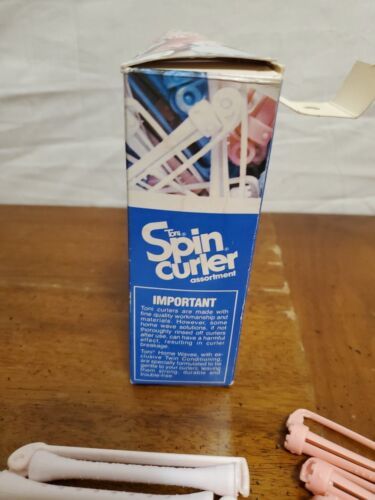 Toni®
Spin®
curler
assortment
IMPORTANT
Toni curlers are made with
fine quality workmanship and
materials. However, some
home wave solutions, if not
thoroughly rinsed off curlers
after use, can have a harmful
effect, resulting in curler
breakage.
Toni® Home Waves, with ex-
clusive Twin Conditioning,
are specially formulated to be
gentle to your curlers, leaving
them strong, durable and
trouble-free.